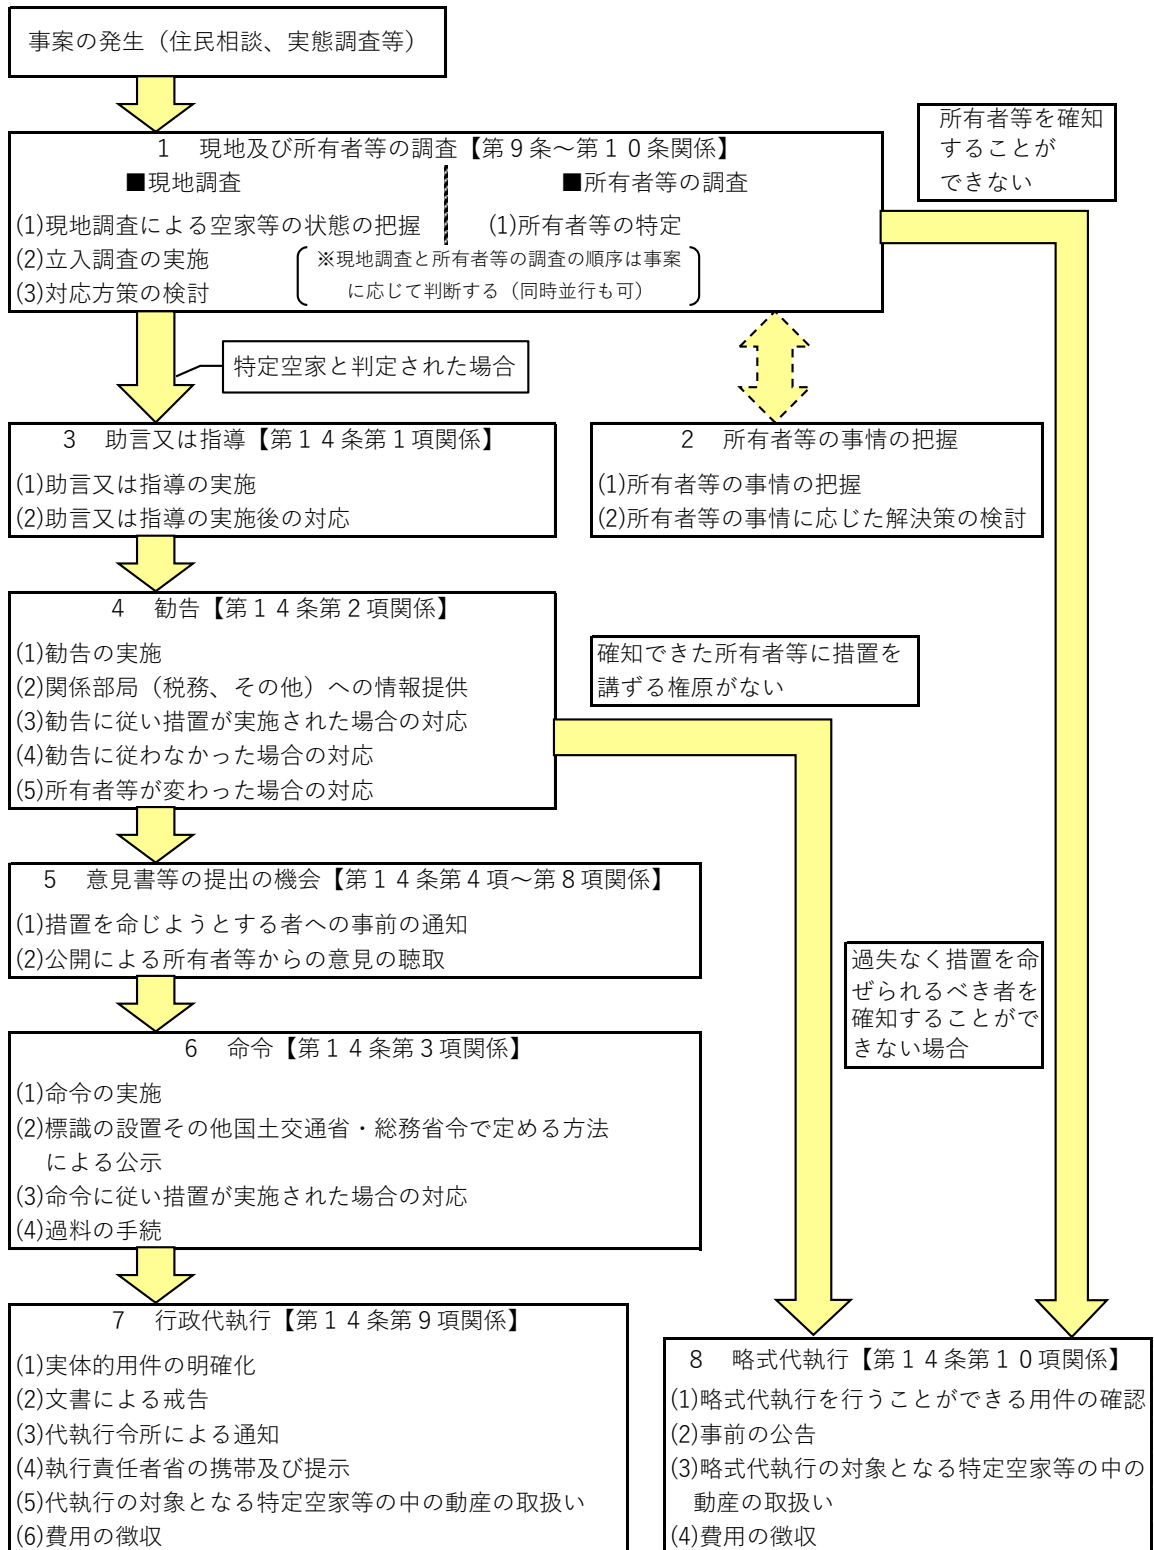 事案の発生（住民相談、実態調査等）
所有者等を確知
することが
できない
１　現地及び所有者等の調査【第９条～第１０条関係】
■現地調査
(1)現地調査による空家等の状態の把握
(2)立入調査の実施
(3)対応方策の検討
■所有者等の調査
(1)所有者等の特定
※現地調査と所有者等の調査の順序は事案
に応じて判断する（同時並行も可）
特定空家と判定された場合
３　助言又は指導【第１４条第１項関係】
(1)助言又は指導の実施
(2)助言又は指導の実施後の対応
２　所有者等の事情の把握
(1)所有者等の事情の把握
(2)所有者等の事情に応じた解決策の検討
４　勧告【第１４条第２項関係】
(1)勧告の実施
(2)関係部局（税務、その他）への情報提供
(3)勧告に従い措置が実施された場合の対応
(4)勧告に従わなかった場合の対応
(5)所有者等が変わった場合の対応
確知できた所有者等に措置を
講ずる権原がない
５　意見書等の提出の機会【第１４条第４項～第８項関係】
(1)措置を命じようとする者への事前の通知
(2)公開による所有者等からの意見の聴取
過失なく措置を命
ぜられるべき者を
確知することがで
きない場合
６　命令【第１４条第３項関係】
(1)命令の実施
(2)標識の設置その他国土交通省・総務省令で定める方法
による公示
(3)命令に従い措置が実施された場合の対応
(4)過料の手続
７　行政代執行【第１４条第９項関係】
(1)実体的用件の明確化
(2)文書による戒告
(3)代執行令所による通知
(4)執行責任者省の携帯及び提示
(5)代執行の対象となる特定空家等の中の動産の取扱い
(6)費用の徴収
８　略式代執行【第１４条第１０項関係】
(1)略式代執行を行うことができる用件の確認
(2)事前の公告
(3)略式代執行の対象となる特定空家等の中の
動産の取扱い
(4)費用の徴収